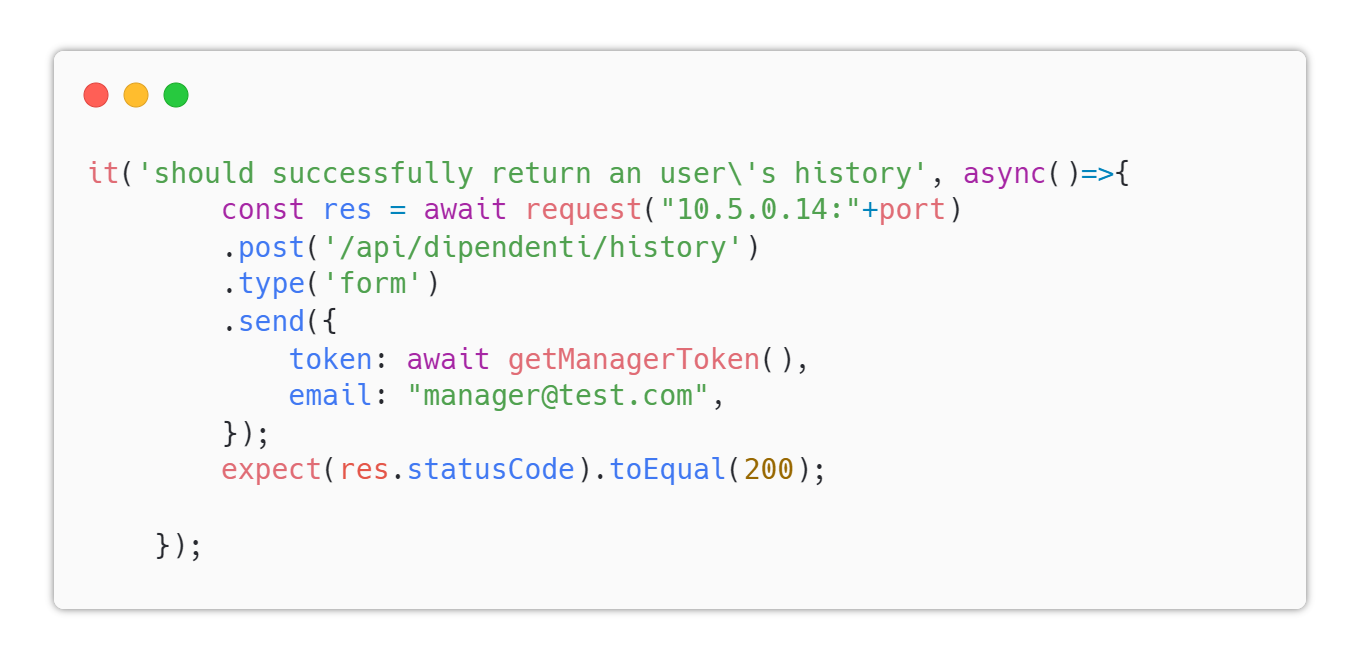 it('should successfully return an user\'s history', async()=>{
        const res = await request("10.5.0.14:"+port)
        .post('/api/dipendenti/history')
        .type('form')
        .send({
            token: await getManagerToken(),
            email: "manager@test.com",
        });
        expect(res.statusCode).toEqual(200);

    });